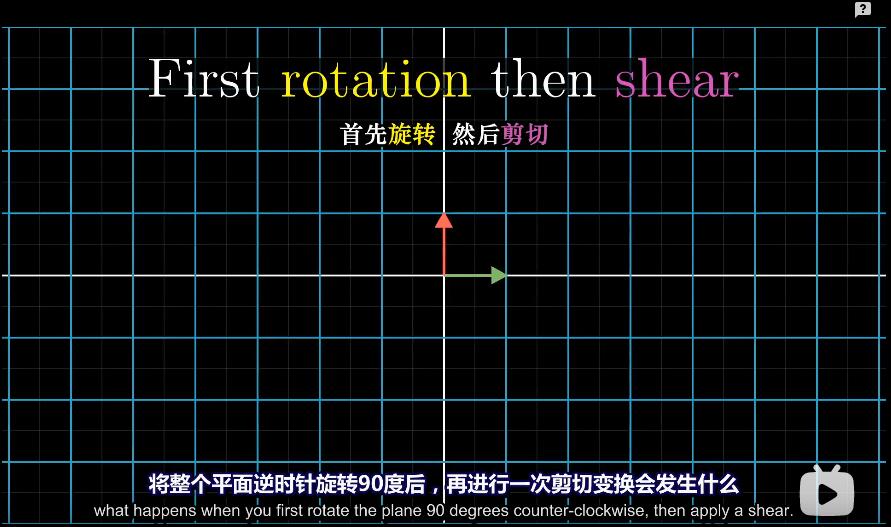 First rotation then shear
首先旋转 然后剪切
将整个平面逆时针旋转90度后，再进行一次剪切变换会发生什么
what happens when you first rotate the plane 90 degrees counter-clockwise, then apply a shear.